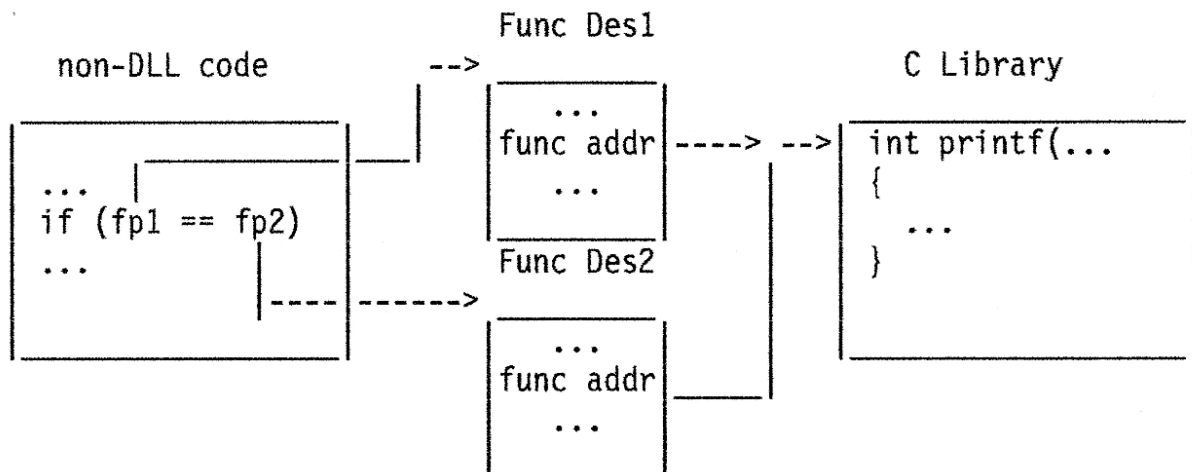 non-DLL code
...
if (fp1 == fp2)
...
Func Des1
...
func addr
...
Func Des2
...
func addr
...
C Library
int printf(...
{
...
}